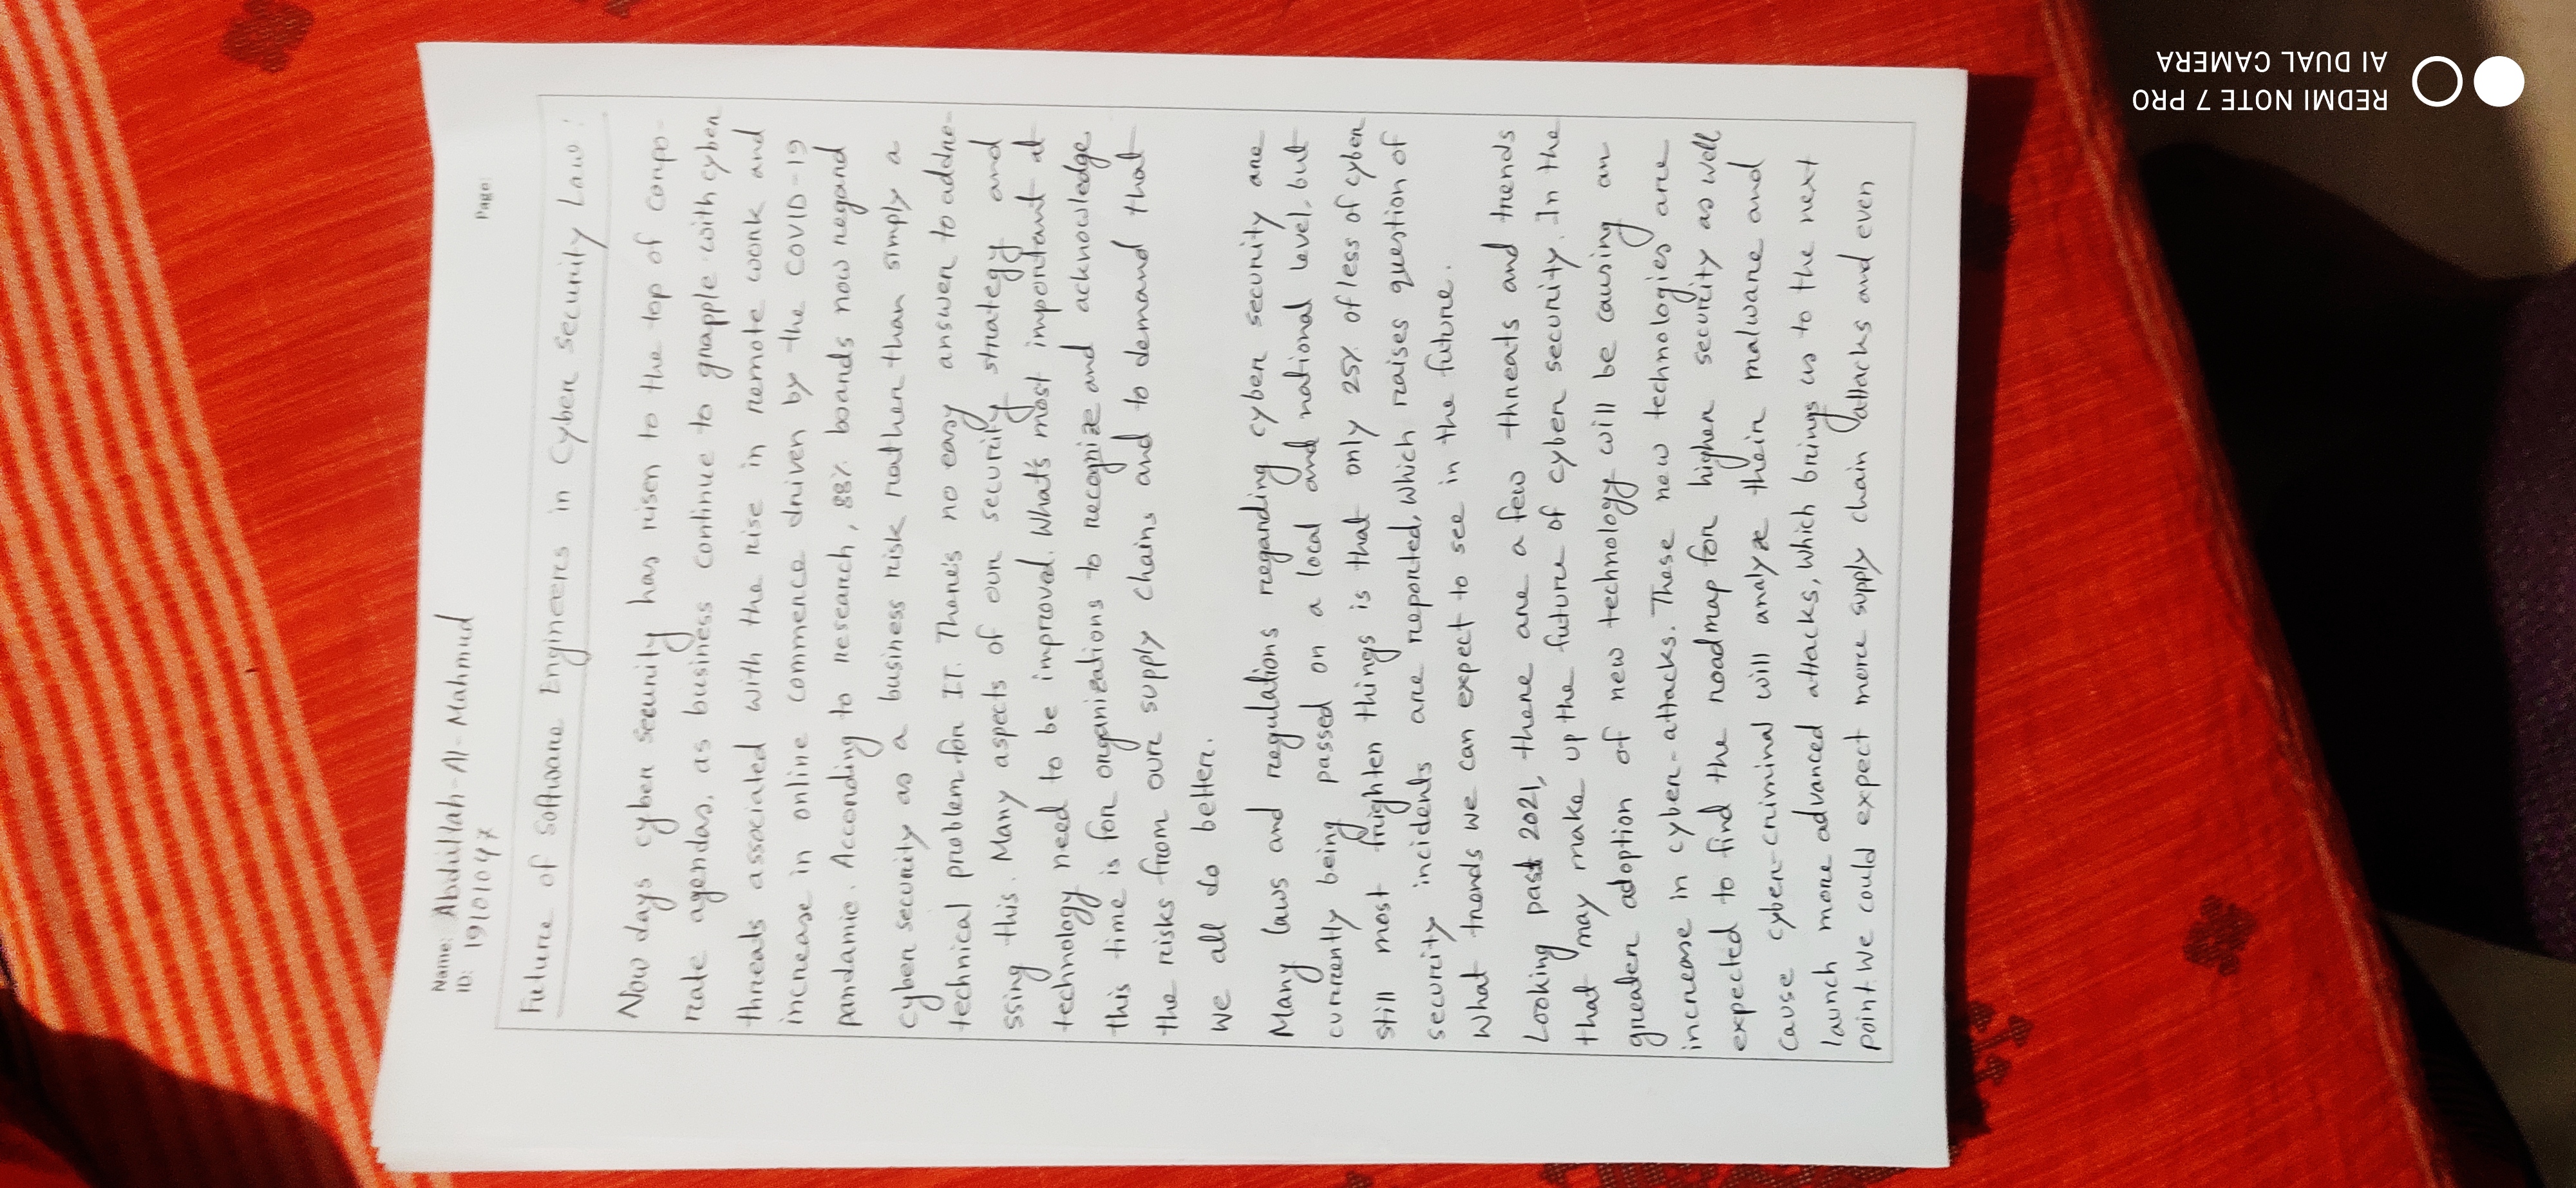 Name: Abdullah-Al-Mahmud
ID: 19101047
Page:
Future of Software Engineers in Cyber Security Law:
Now days cyber security has risen to the top of corpo-
rate agendas, as business continue to grapple with cyber
threats associated with the rise in remote work and
increase in online commerce driven by the COVID-19
pandamic. According to research, 88% boards now regard
cyber security as a business risk rather than simply a
technical problem for IT. There's no easy answer to addre-
ssing this. Many aspects of our security strategy and
technology need to be improved. What's most important at
this time is for organizations to recognize and acknowledge
the risks from our supply chains and to demand that
we all do better.
Many laws and regulations regarding cyber security are
currently being passed on a local and national level, but
still most frighten things is that only 25% of less of cyber
security incidents are reported, which raises question of
what trends we can expect to see in the future.
Looking past 2021, there are a few threats and trends
that may make up the future of cyber security. In the
greater adoption of new technology will be causing an
increase in cyber-attacks. These new technologies are
expected to find the roadmap for higher security as well
cause cyber-criminal will analyze their malware and
launch more advanced attacks, which brings us to the next
point. We could expect more supply chain attacks and even
REDMI NOTE 7 PRO
AI DUAL CAMERA